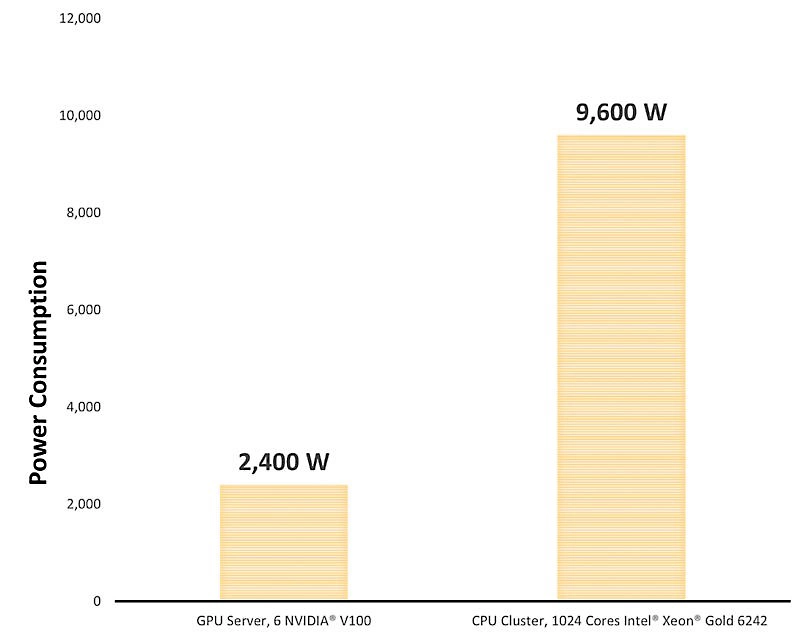 12,000
10,000
8,000
6,000
4,000
2,000
0
Power Consumption
2,400 W
9,600 W
GPU Server, 6 NVIDIA® V100
CPU Cluster, 1024 Cores Intel® Xeon® Gold 6242